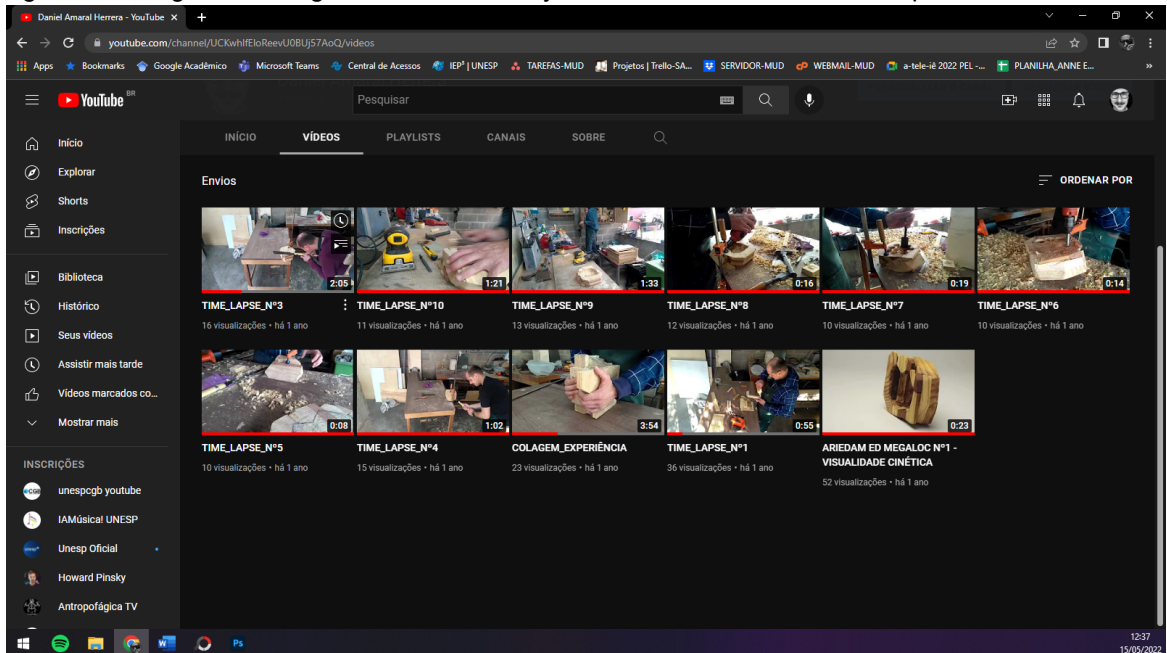 Daniel Amaral Herrera - YouTube
youtube.com/channel/UCKwhIfEloReevU0BUj57AoQ/videos
Apps Bookmarks Google Acadêmico Microsoft Teams Central de Acessos IEP³ | UNESP TAREFAS-MUD Projetos | Trello-SA... SERVIDOR-MUD WEBMAIL-MUD a-tele-iê 2022 PEL -... PLANILHA_ANNE E... »
YouTube BR
Pesquisar
INÍCIO VÍDEOS PLAYLISTS CANAIS SOBRE
Início
Explorar
Shorts
Inscrições
Biblioteca
Histórico
Seus vídeos
Assistir mais tarde
Vídeos marcados co...
Mostrar mais
INSCRIÇÕES
unespcgb youtube
IAMúsica! UNESP
Unesp Oficial
Howard Pinsky
Antropofágica TV
Envios
ORDENAR POR
2:05 1:21 1:33 0:16 0:19 0:14
TIME_LAPSE_Nº3 TIME_LAPSE_Nº10 TIME_LAPSE_Nº9 TIME_LAPSE_Nº8 TIME_LAPSE_Nº7 TIME_LAPSE_Nº6
16 visualizações • há 1 ano 11 visualizações • há 1 ano 13 visualizações • há 1 ano 12 visualizações • há 1 ano 10 visualizações • há 1 ano 10 visualizações • há 1 ano
0:08 1:02 3:54 0:55 0:23
TIME_LAPSE_Nº5 TIME_LAPSE_Nº4 COLAGEM_EXPERIÊNCIA TIME_LAPSE_Nº1 ARIEDAM ED MEGALOC Nº1 -
VISUALIDADE CINÉTICA
10 visualizações • há 1 ano 15 visualizações • há 1 ano 23 visualizações • há 1 ano 36 visualizações • há 1 ano
52 visualizações • há 1 ano
Ps
12:37
15/05/2022